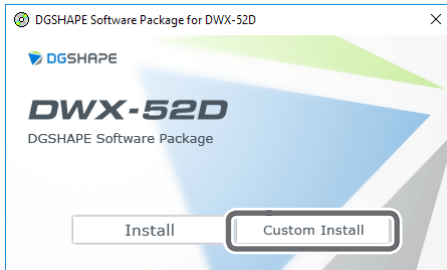 DGSHAPE Software Package for DWX-52D
DGSHAPE
DWX-52D
DGSHAPE Software Package
Install
Custom Install